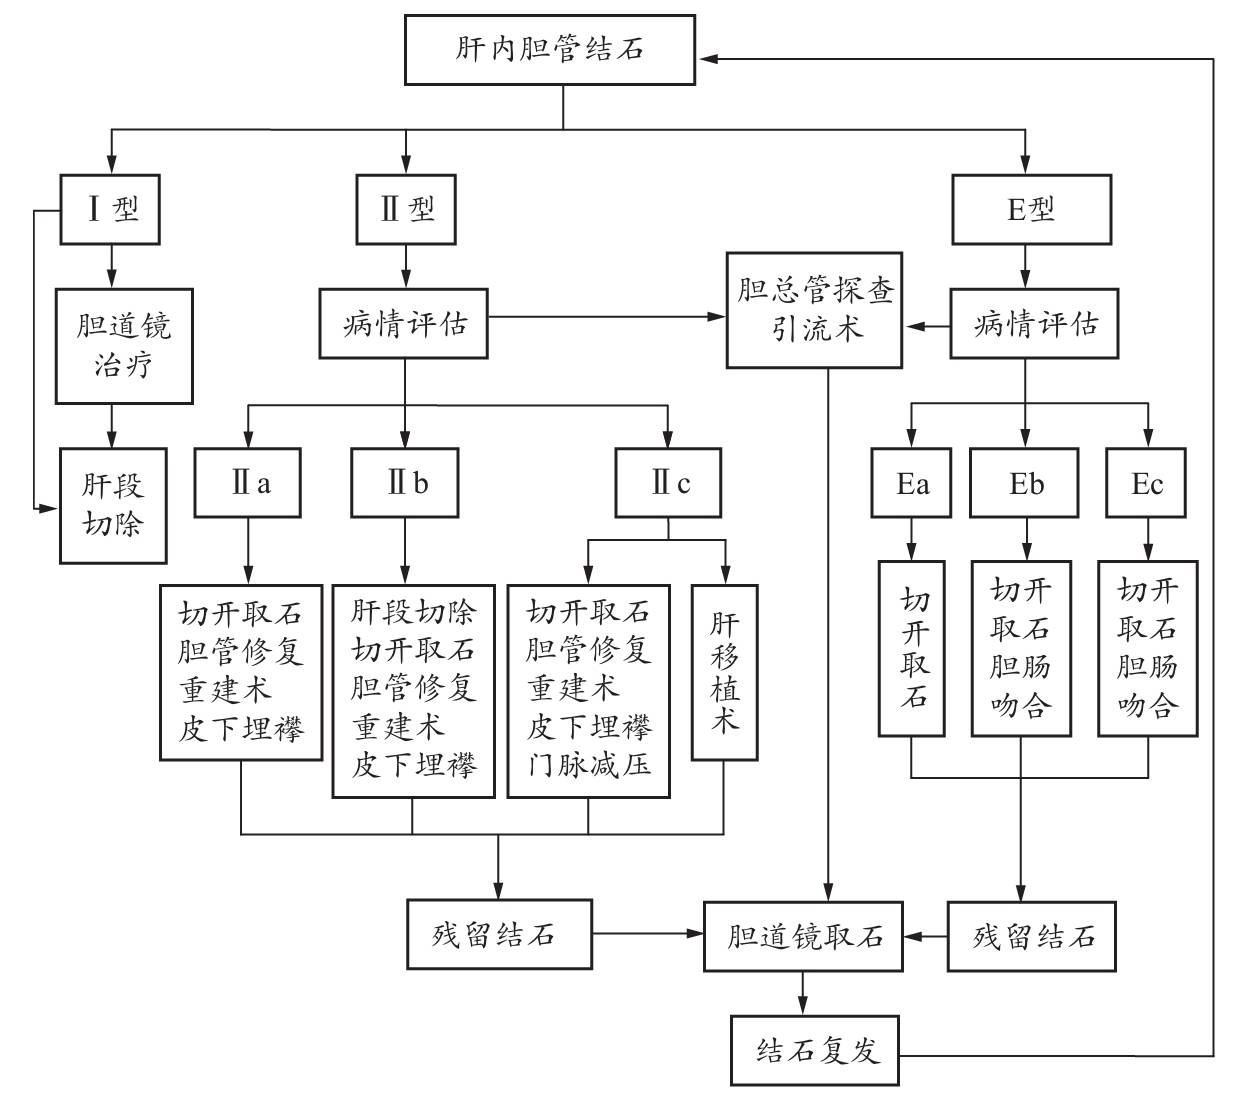 肝内胆管结石
Ⅰ型
Ⅱ型
E型
胆道镜
治疗
病情评估
胆总管探查
引流术
病情评估
肝段
切除
Ⅱa
Ⅱb
Ⅱc
Ea
Eb
Ec
切开取石
胆管修复
重建术
皮下埋襻
肝段切除
切开取石
胆管修复
重建术
皮下埋襻
切开取石
胆管修复
重建术
皮下埋襻
门脉减压
肝
移
植
术
切
开
取
石
切开
取石
胆肠
吻合
切开
取石
胆肠
吻合
残留结石
胆道镜取石
残留结石
结石复发